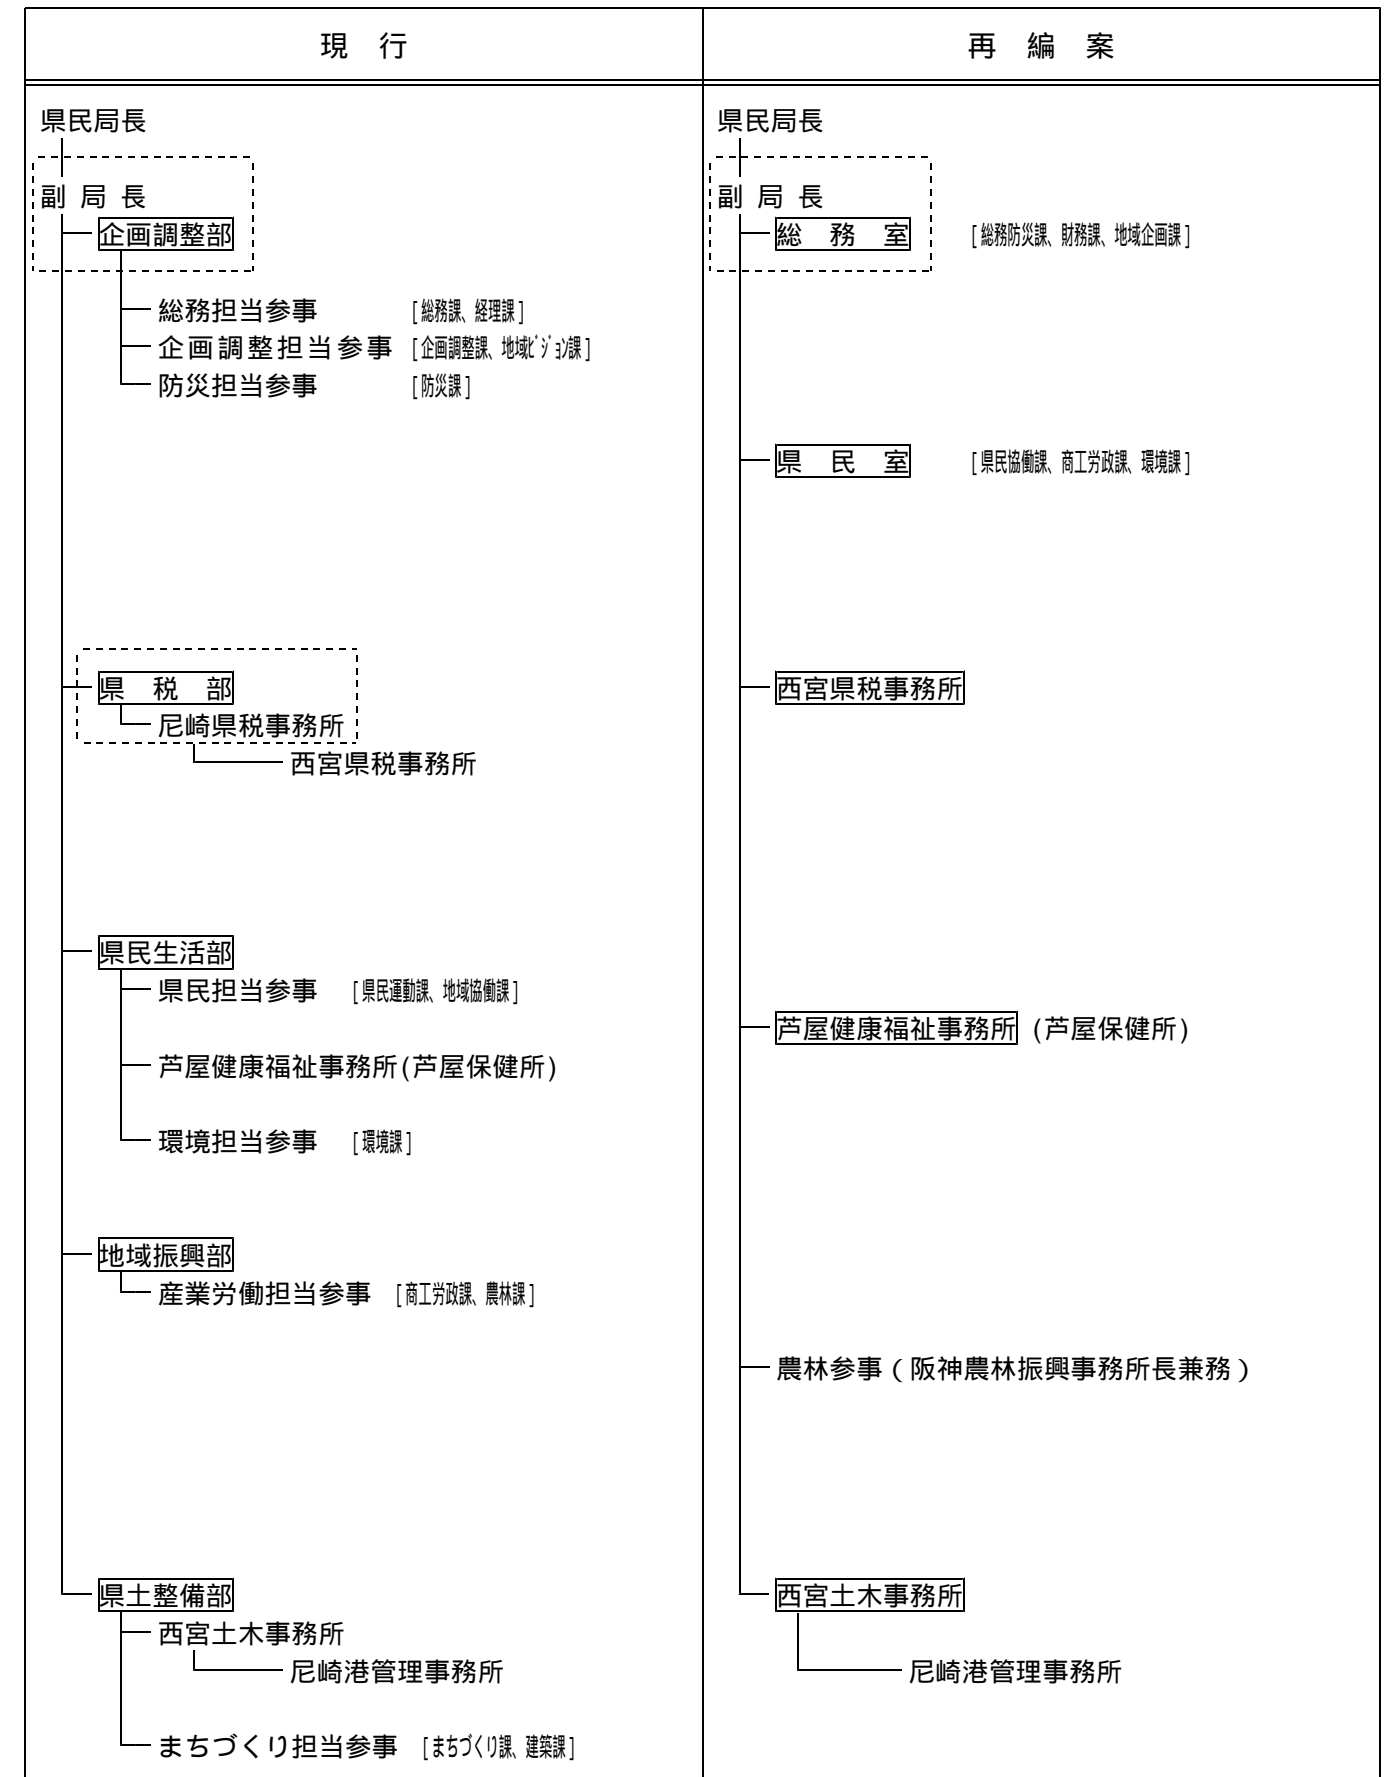 現　行
県民局長
副 局 長
企画調整部
総務担当参事 [総務課、経理課]
企画調整担当参事 [企画調整課、地域ﾋﾞｼﾞｮﾝ課]
防災担当参事 [防災課]
県　税　部
尼崎県税事務所
西宮県税事務所
県民生活部
県民担当参事 [県民運動課、地域協働課]
芦屋健康福祉事務所(芦屋保健所)
環境担当参事 [環境課]
地域振興部
産業労働担当参事 [商工労政課、農林課]
県土整備部
西宮土木事務所
尼崎港管理事務所
まちづくり担当参事 [まちづくり課、建築課]
再　編　案
県民局長
副 局 長
総　務　室 [総務防災課、財務課、地域企画課]
県　民　室 [県民協働課、商工労政課、環境課]
西宮県税事務所
芦屋健康福祉事務所 (芦屋保健所)
農林参事（阪神農林振興事務所長兼務）
西宮土木事務所
尼崎港管理事務所